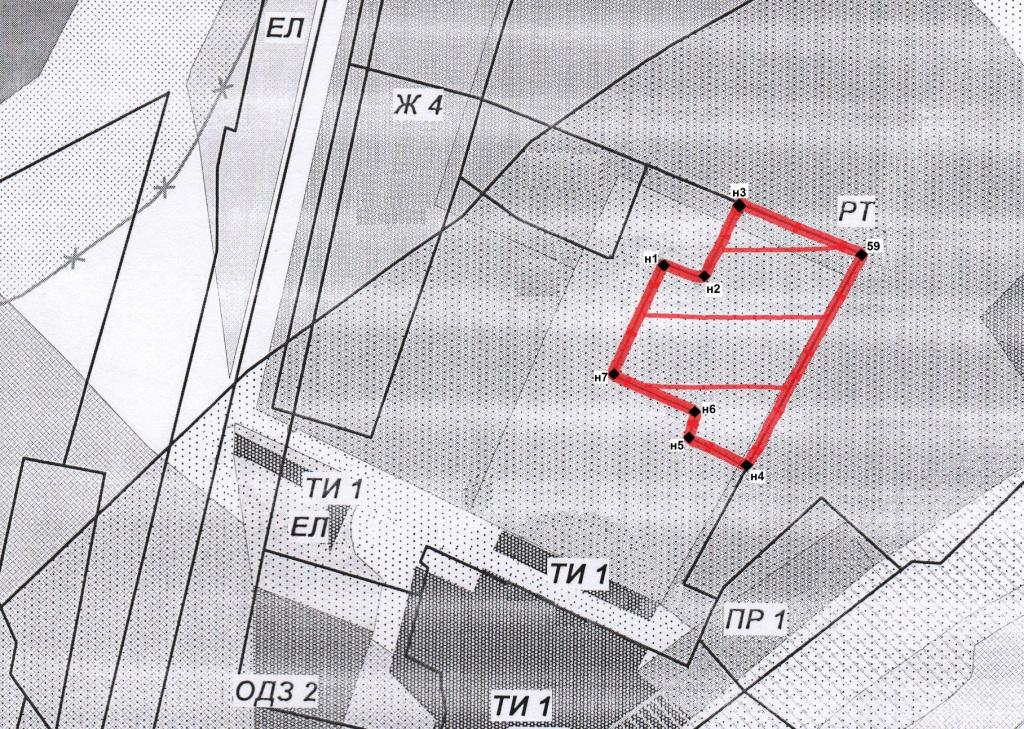 ЕЛ
Ж 4
н3
РТ
59
н1
н2
н7
н6
н5
н4
ТИ 1
ЕЛ
ТИ 1
ПР 1
ОДЗ 2
ТИ 1